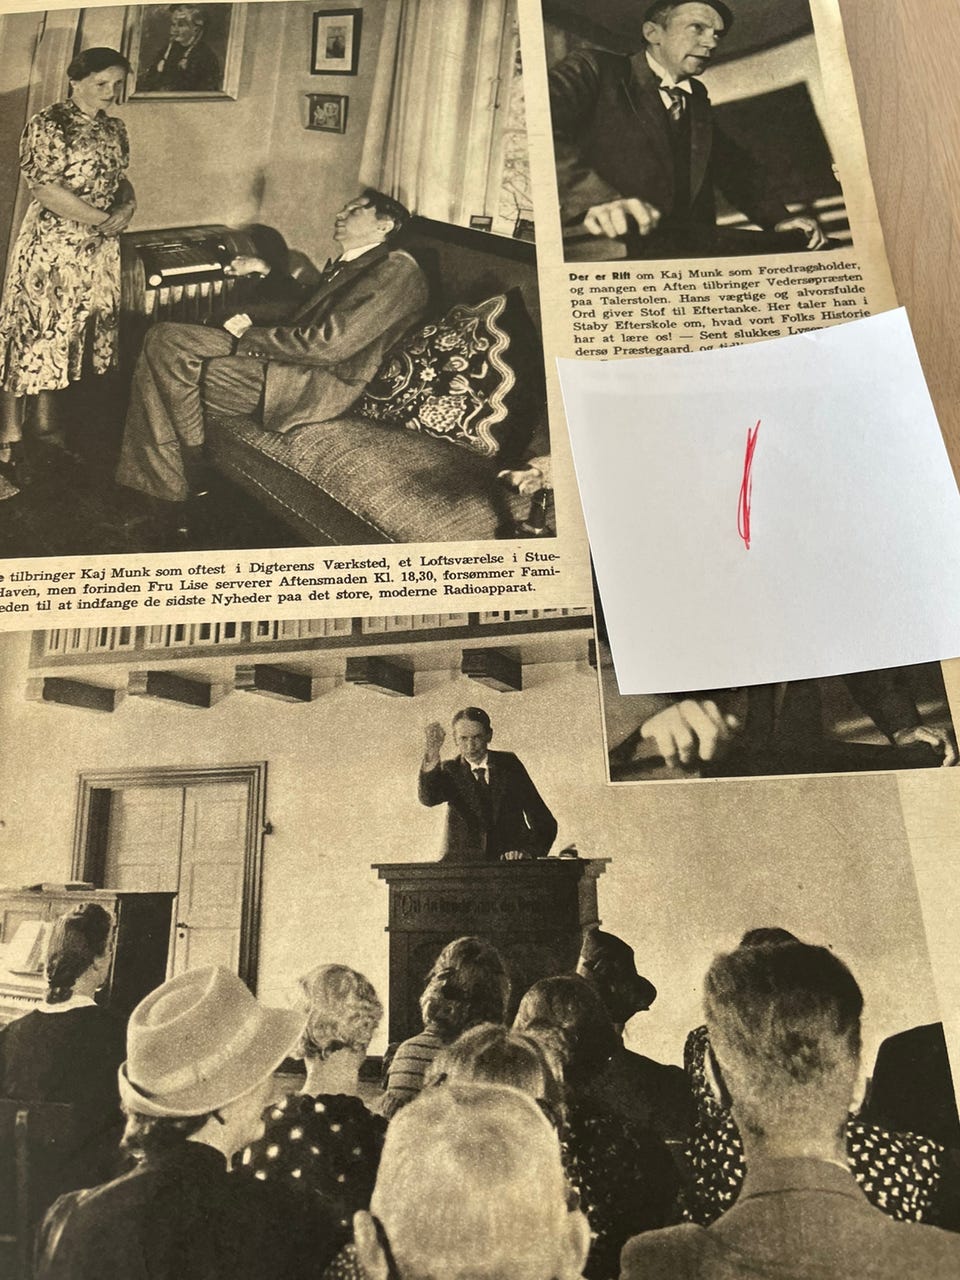 Der er Rift om Kaj Munk som Foredragsholder,
og mangen en Aften tilbringer Vedersøpræsten
paa Talerstolen. Hans vægtige og alvorsfulde
Ord giver Stof til Eftertanke. Her taler han i
Staby Efterskole om, hvad vort Folks Historie
har at lære os! — Sent slukkes
dersø Præstegaard, og
tilbringer Kaj Munk som oftest i Digterens Værksted, et Loftsværelse i Stue-
Haven, men forinden Fru Lise serverer Aftensmaden Kl. 18,30, forsømmer Fami-
eden til at indfange de sidste Nyheder paa det store, moderne Radioapparat.